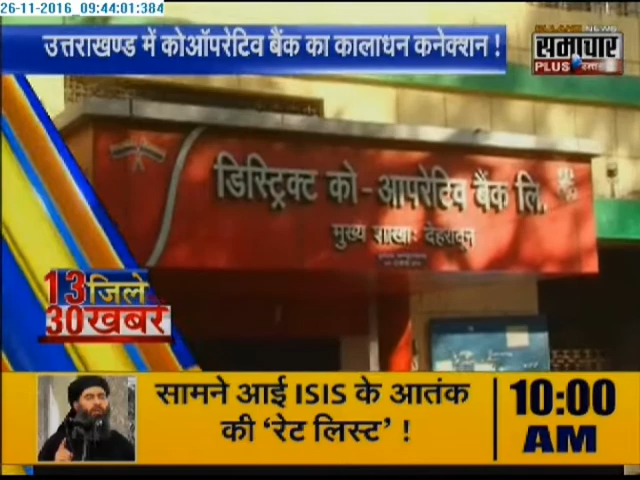 26-11-2016 09:44:01:384
उत्तराखण्ड में कोऑपरेटिव बैंक का कालाधन कनेक्शन !
समाचार
PLUS
डिस्ट्रिक्ट को - आपरेटिव बैंक लि.
मुख्य शाखाः देहरादून
13 जिले
30 खबर
सामने आई ISIS के आतंक
की ‘रेट लिस्ट’ !
10:00
AM